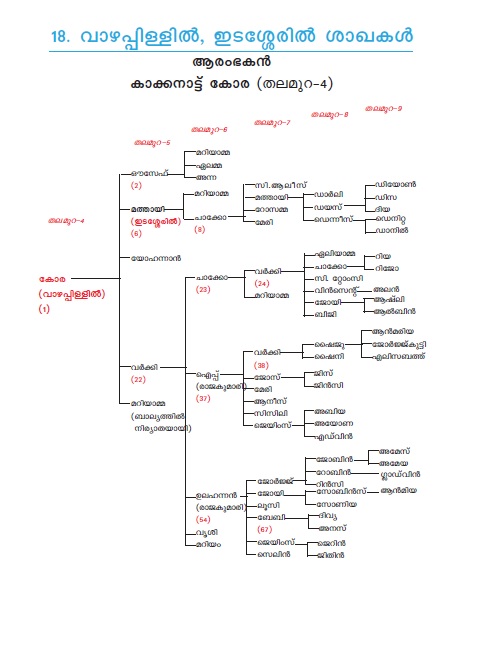 18. വാഴപ്പിള്ളിൽ, ഇടശ്ശേരിൽ ശാഖകൾ
ആരംഭകൻ
കാക്കനാട്ട് കോര (തലമുറ-4)
തലമുറ-4
തലമുറ-5
തലമുറ-6
തലമുറ-7
തലമുറ-8
തലമുറ-9
കോര
(വാഴപ്പിള്ളിൽ)
(1)
ഔസേഫ്
(2)
മറിയാമ്മ
ഏലമ്മ
അന്ന
മത്തായി
(ഇടശ്ശേരിൽ)
(6)
മറിയാമ്മ
ചാക്കോ
(8)
സി.ആലീസ്
മത്തായി
റോസമ്മ
മേരി
ഡാർലി
ഡയസ്
ഡെന്നീസ്
ഡിയോൺ
ഡിസ
ദിയ
ഡെനിറ്റ
ഡാനിൽ
യോഹന്നാൻ
വർക്കി
(22)
ചാക്കോ
(23)
വർക്കി
(24)
മറിയാമ്മ
ഏലിയാമ്മ
ചാക്കോ
സി. റ്റോംസി
വിൻസെന്റ്
ജോയി
ബിജി
റിയ
റിജോ
അലൻ
ആഷ്‌ലി
ആൽബിൻ
ഐപ്പ്
(രാജകുമാരി)
(37)
വർക്കി
(38)
ജോസ്
മേരി
ആനീസ്
സിസിലി
ജെയിംസ്
ഷൈജു
ഷൈനി
ആൻമരിയ
ജോർജ്ജ്കുട്ടി
എലിസബത്ത്
ജിസ്
ജിൻസി
അബിയ
അയോണ
എഡ്വിൻ
ഉലഹന്നൻ
(രാജകുമാരി)
(54)
ജോർജ്ജ്
ജോയി
ലൂസി
ബേബി
(67)
ജെയിംസ്
സെലിൻ
ജോബിൻ
റോബിൻ
റിൻസി
അമേസ്
അമേയ
ഗ്ലാഡ്‌വിൻ
സോബിൻസ്
സോണിയ
ആൻമിയ
ദിവ്യ
അനസ്
ജെറിൻ
ജിതിൻ
വ്യശി
മറിയം
മറിയാമ്മ
(ബാല്യത്തിൽ
നിര്യാതയായി)